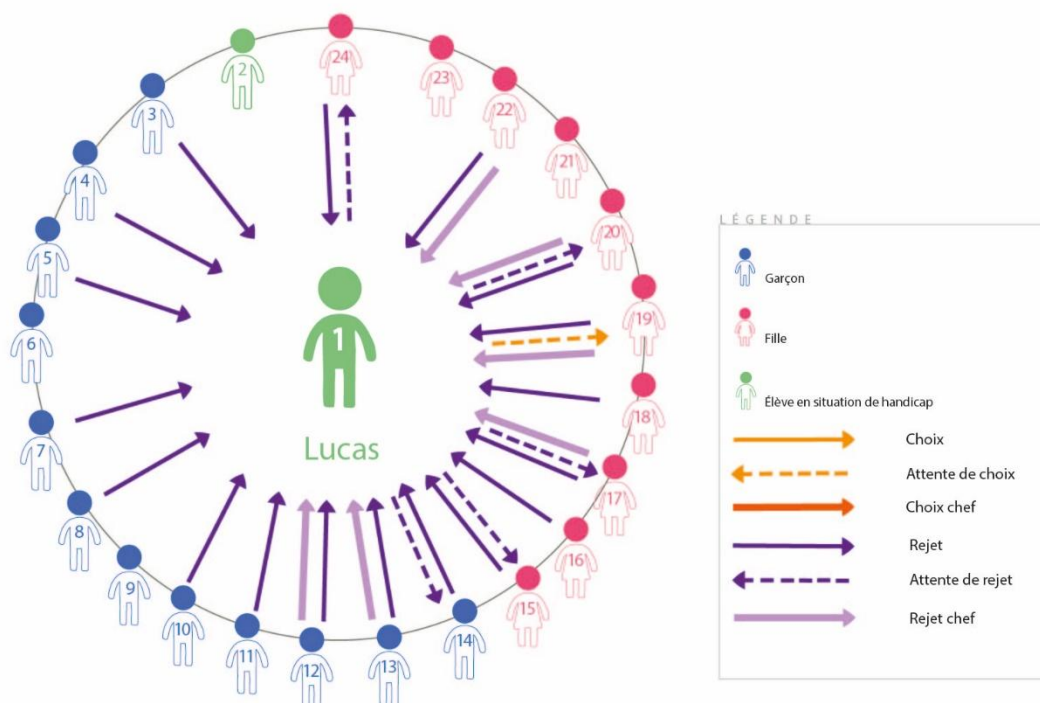 24
2
23
3
22
4
21
5
20
6
19
1
7
18
Lucas
8
17
9
16
10
15
11
14
12
13
LÉGENDE
Garçon
Fille
Élève en situation de handicap
Choix
Attente de choix
Choix chef
Rejet
Attente de rejet
Rejet chef